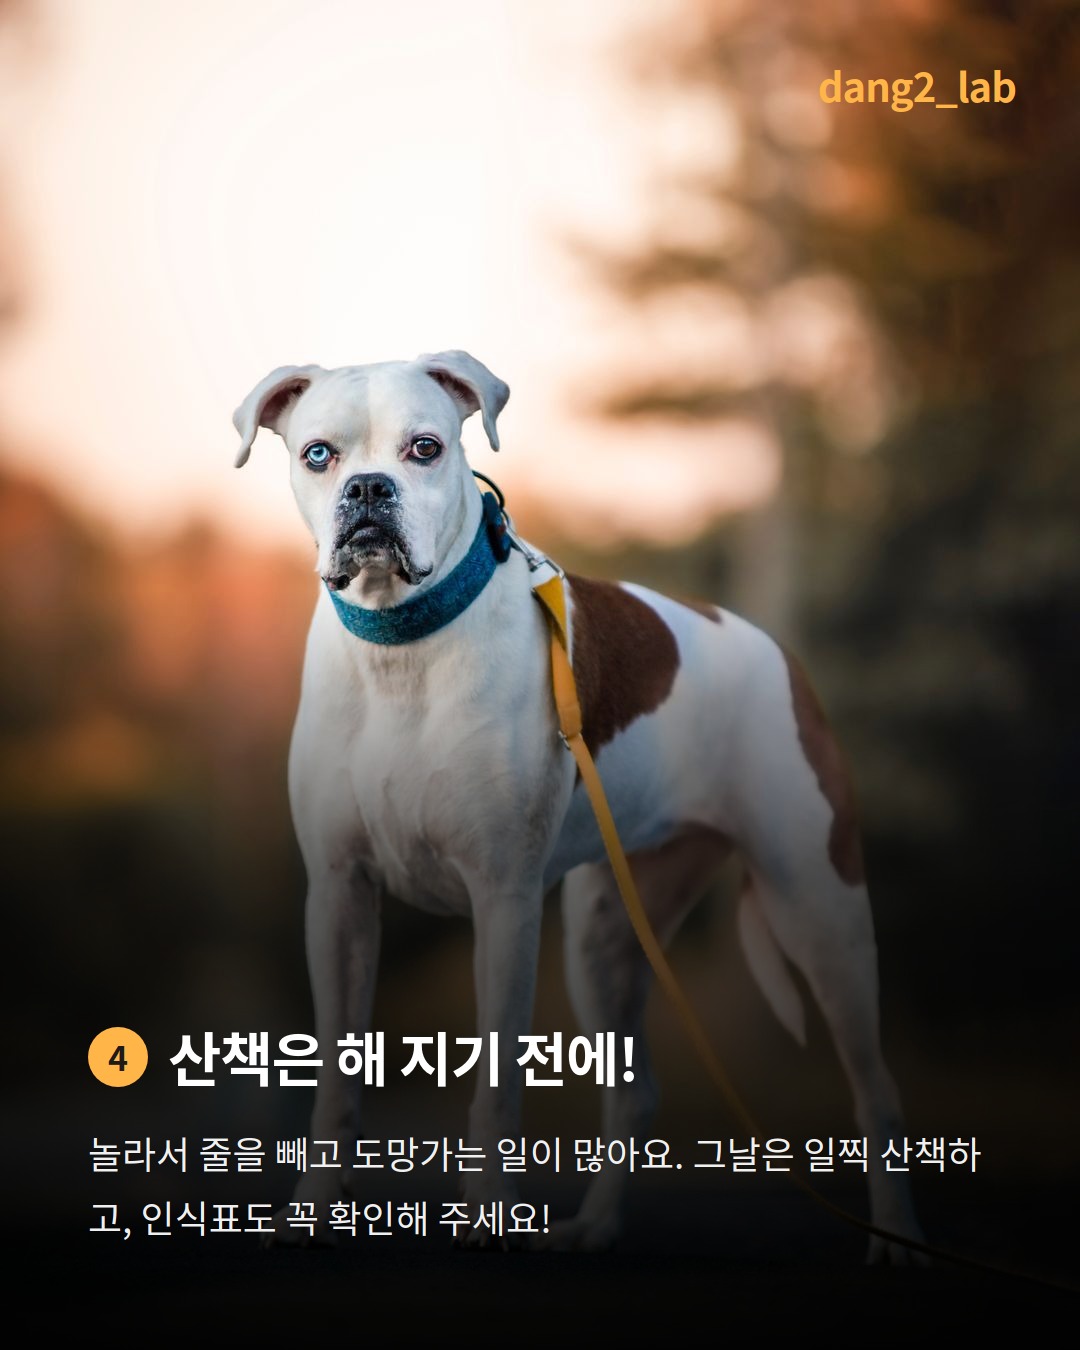 dang2_lab
4 산책은 해 지기 전에!
놀라서 줄을 빼고 도망가는 일이 많아요. 그날은 일찍 산책하
고, 인식표도 꼭 확인해 주세요!